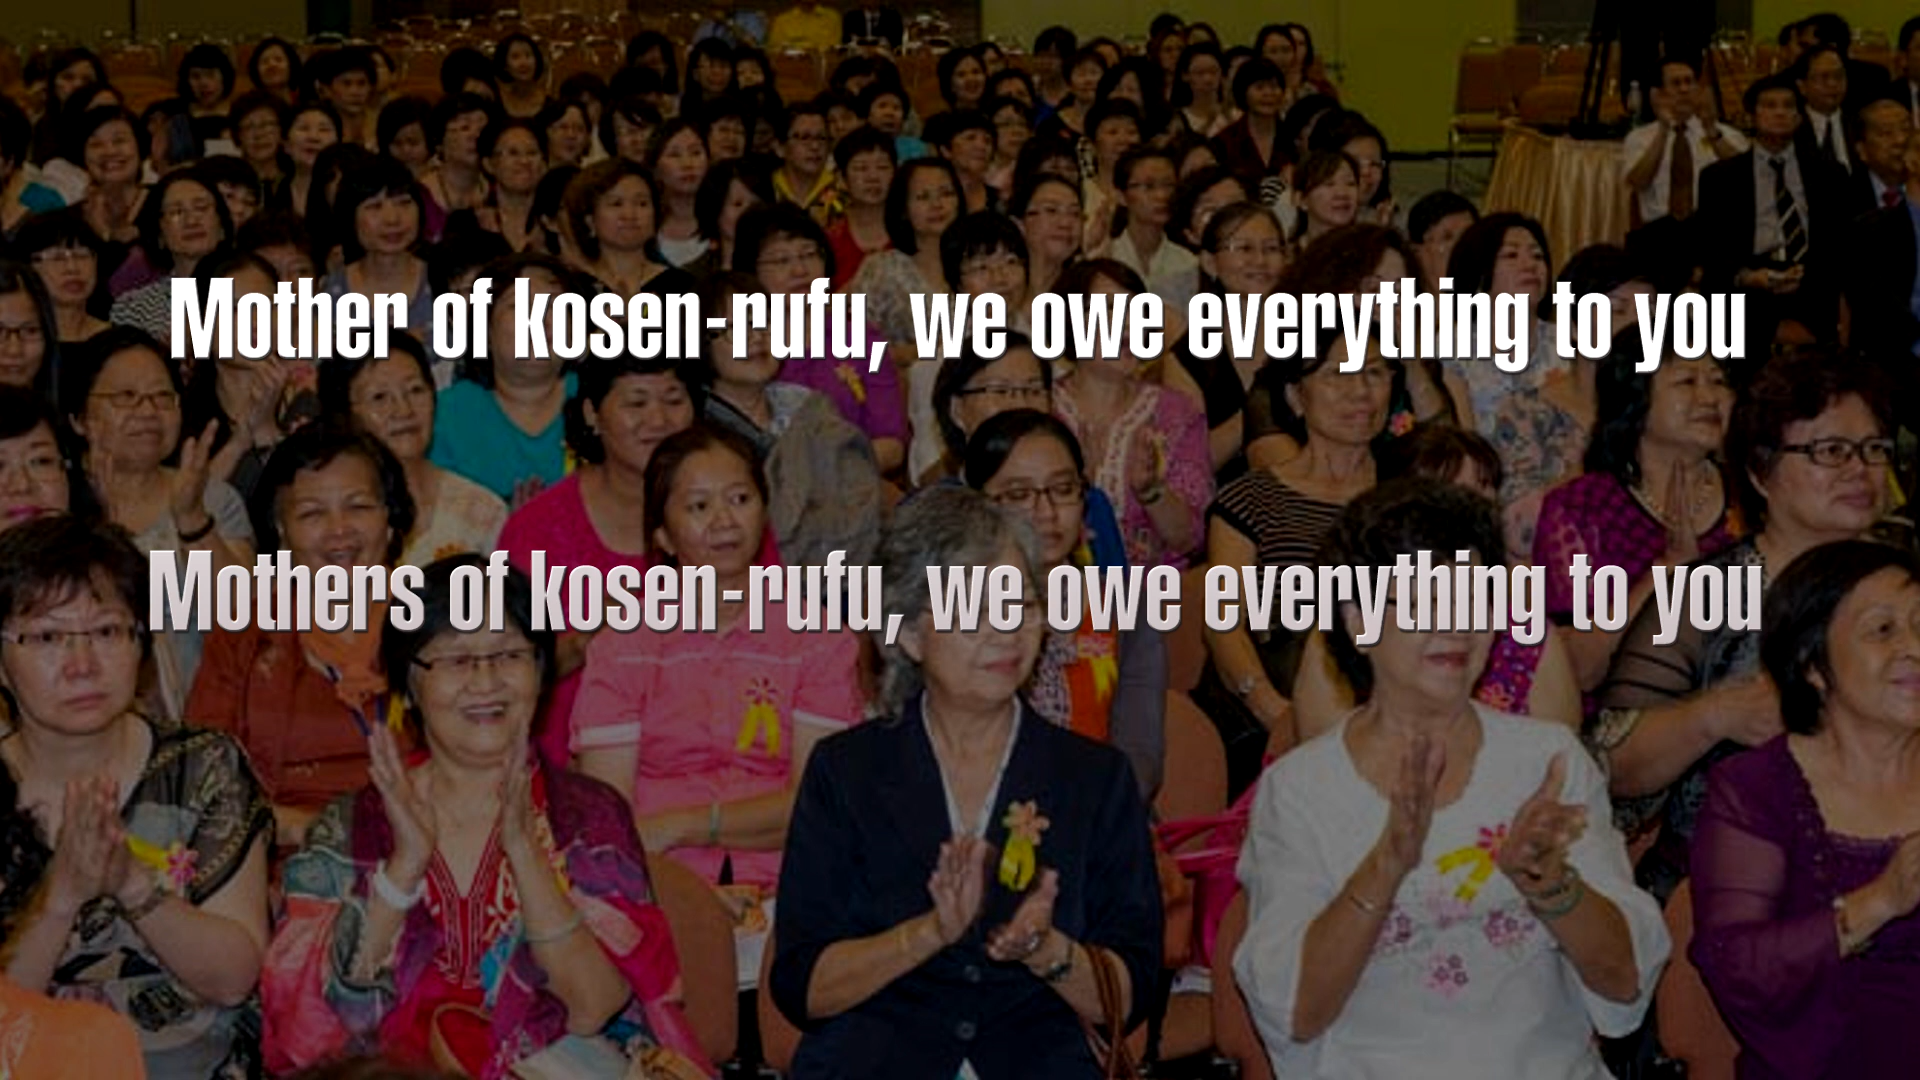 Mother of kosen-rufu, we owe everything to you
Mothers of kosen-rufu, we owe everything to you